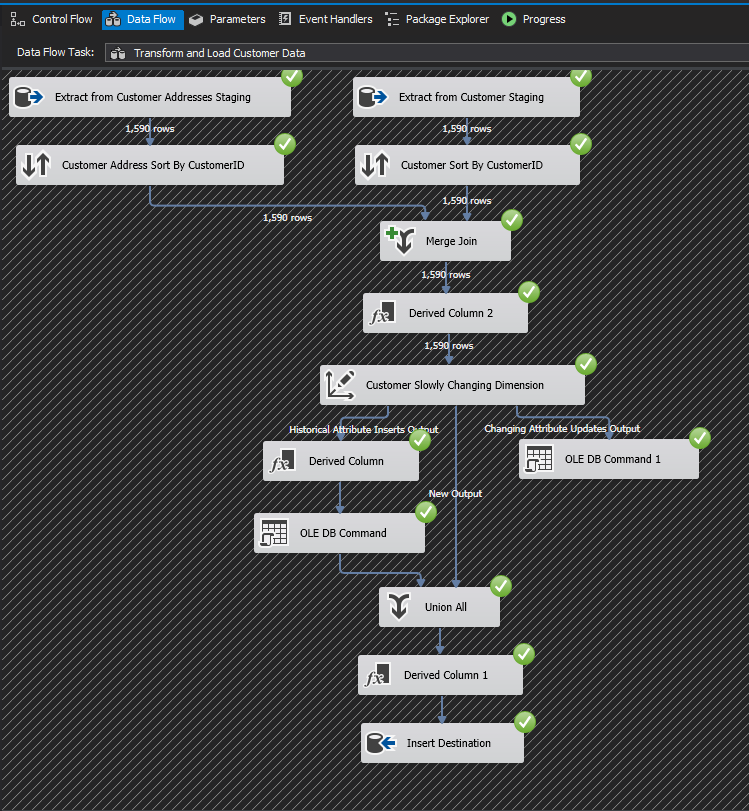 Control Flow
Data Flow
Parameters
Event Handlers
Package Explorer
Progress
Data Flow Task:
Transform and Load Customer Data
Extract from Customer Addresses Staging
Extract from Customer Staging
1,590 rows
1,590 rows
Customer Address Sort By CustomerID
Customer Sort By CustomerID
1,590 rows
1,590 rows
Merge Join
1,590 rows
fx
Derived Column 2
1,590 rows
Customer Slowly Changing Dimension
Historical Attribute Inserts Output
Changing Attribute Updates Output
fx
Derived Column
OLE DB Command 1
New Output
OLE DB Command
Union All
fx
Derived Column 1
Insert Destination